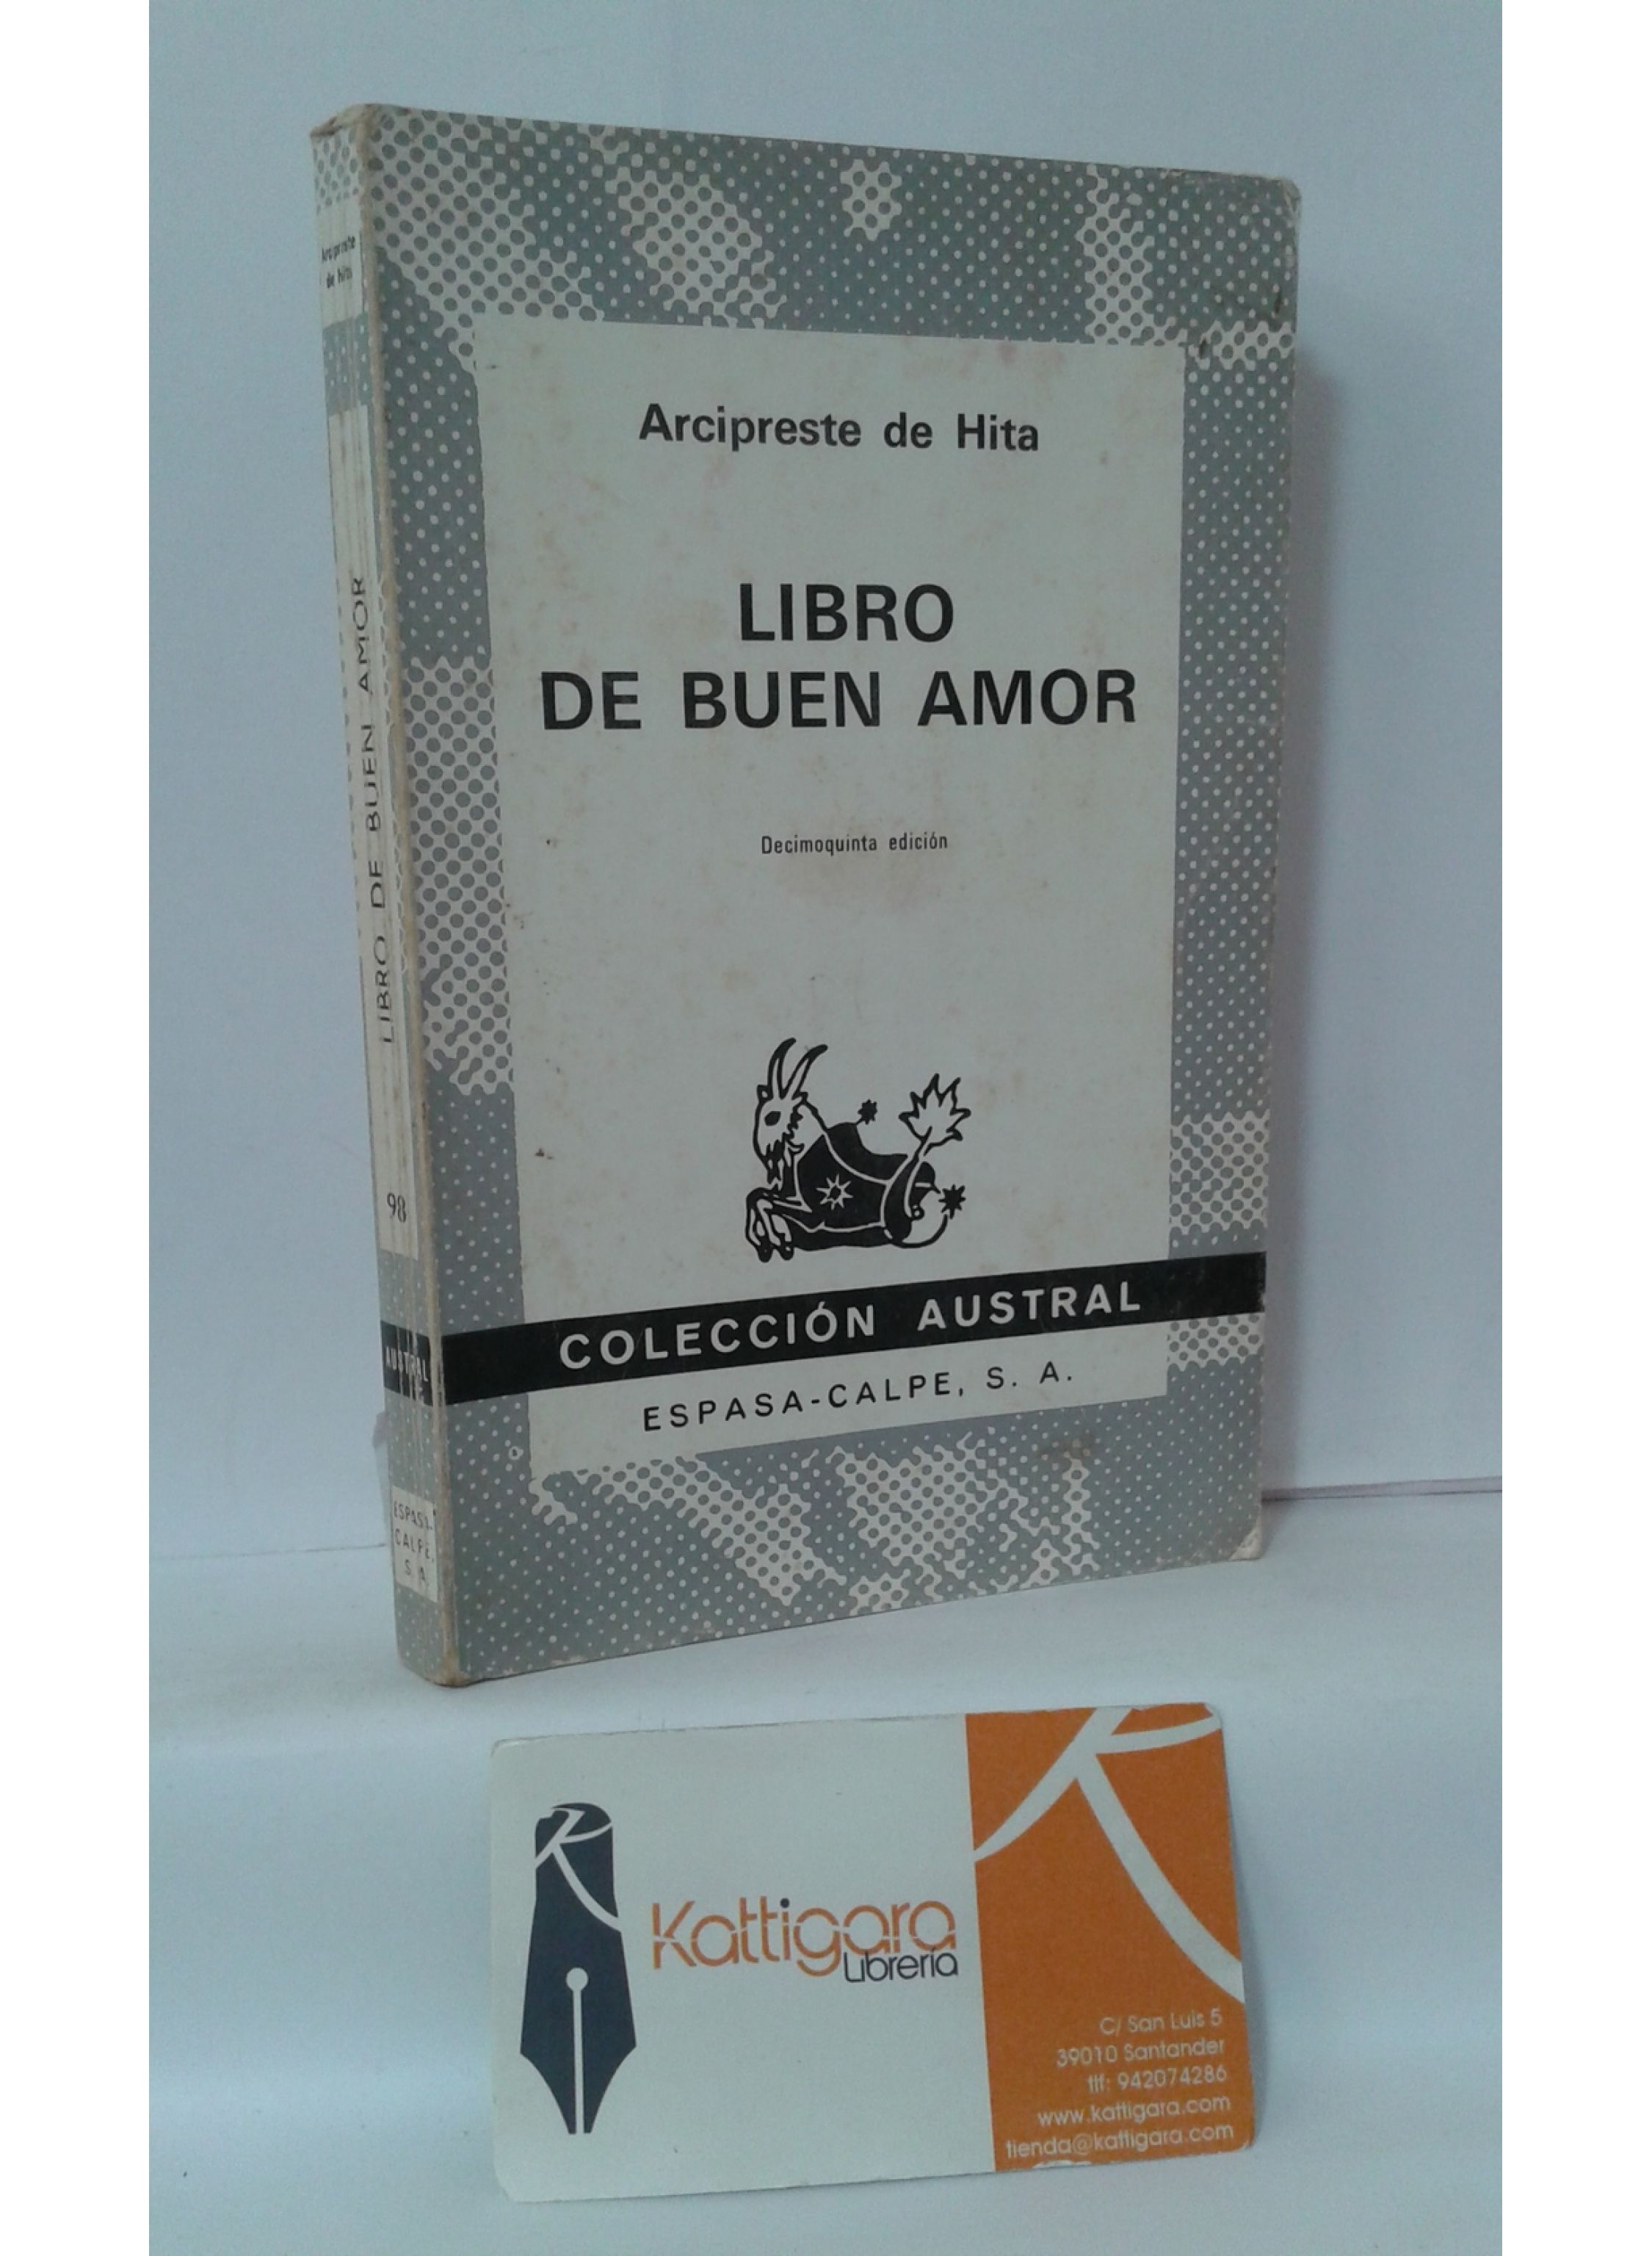 Arcipreste
de Hita
LIBRO DE BUEN AMOR
98
AUSTRAL
ESPASA-
CALPE,
S. A.
Arcipreste de Hita
LIBRO
DE BUEN AMOR
Decimoquinta edición
COLECCIÓN AUSTRAL
ESPASA-CALPE, S. A.
Kattigara
Librería
C/ San Luis 5
39010 Santander
tlf: 942074286
www.kattigara.com
tienda@kattigara.com